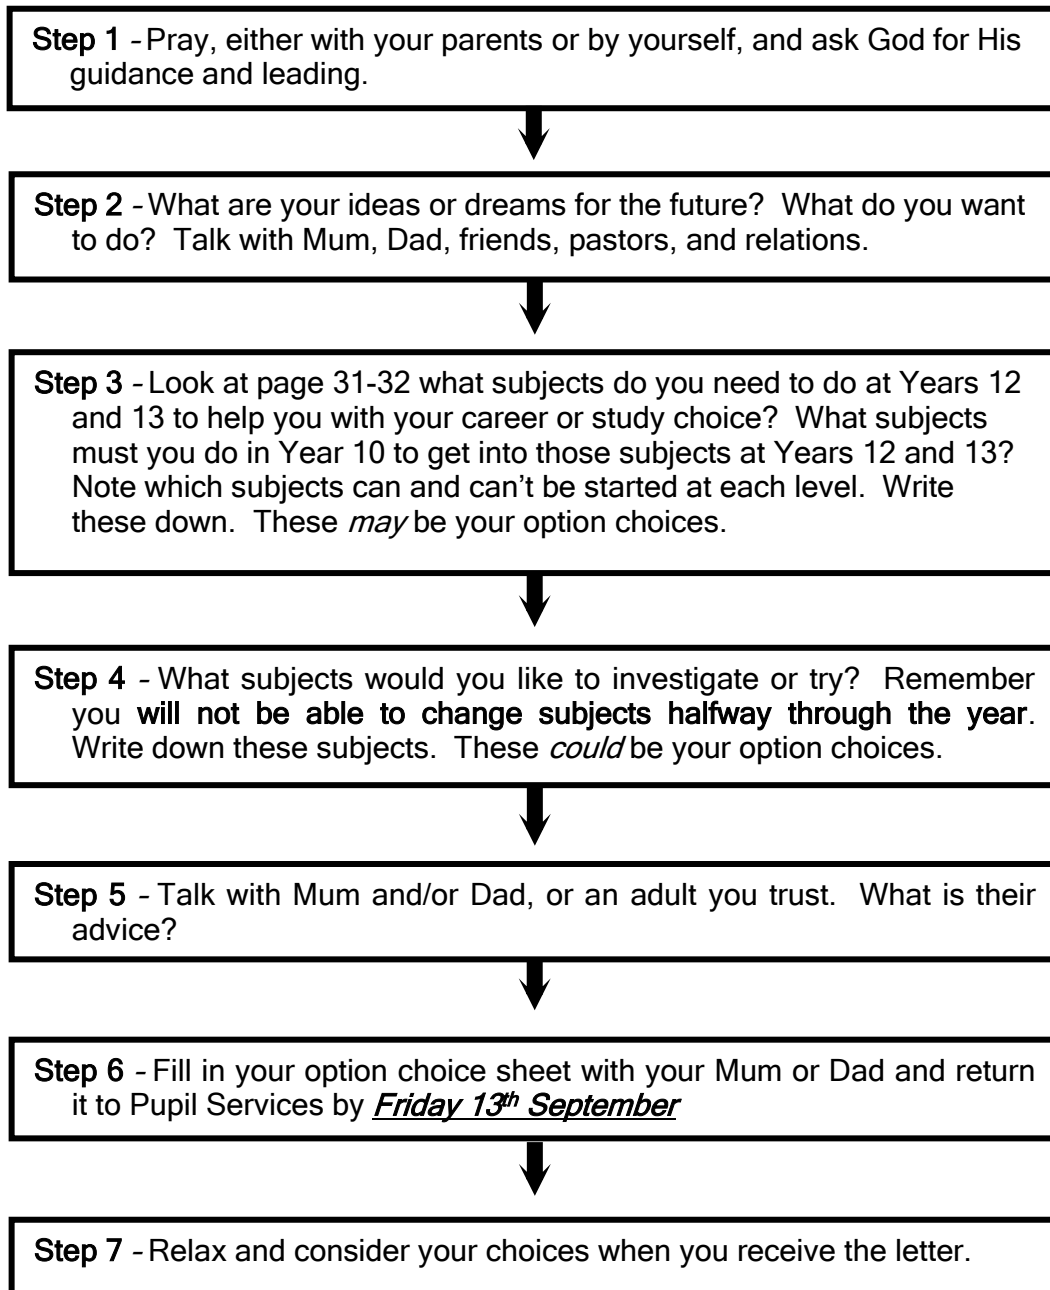 Step 1 - Pray, either with your parents or by yourself, and ask God for His
guidance and leading.
Step 2 - What are your ideas or dreams for the future? What do you want
to do? Talk with Mum, Dad, friends, pastors, and relations.
Step 3 - Look at page 31-32 what subjects do you need to do at Years 12
and 13 to help you with your career or study choice? What subjects
must you do in Year 10 to get into those subjects at Years 12 and 13?
Note which subjects can and can't be started at each level. Write
these down. These may be your option choices.
Step 4 - What subjects would you like to investigate or try? Remember
you will not be able to change subjects halfway through the year.
Write down these subjects. These could be your option choices.
Step 5 - Talk with Mum and/or Dad, or an adult you trust. What is their
advice?
Step 6 - Fill in your option choice sheet with your Mum or Dad and return
it to Pupil Services by Friday 13th September
Step 7 - Relax and consider your choices when you receive the letter.